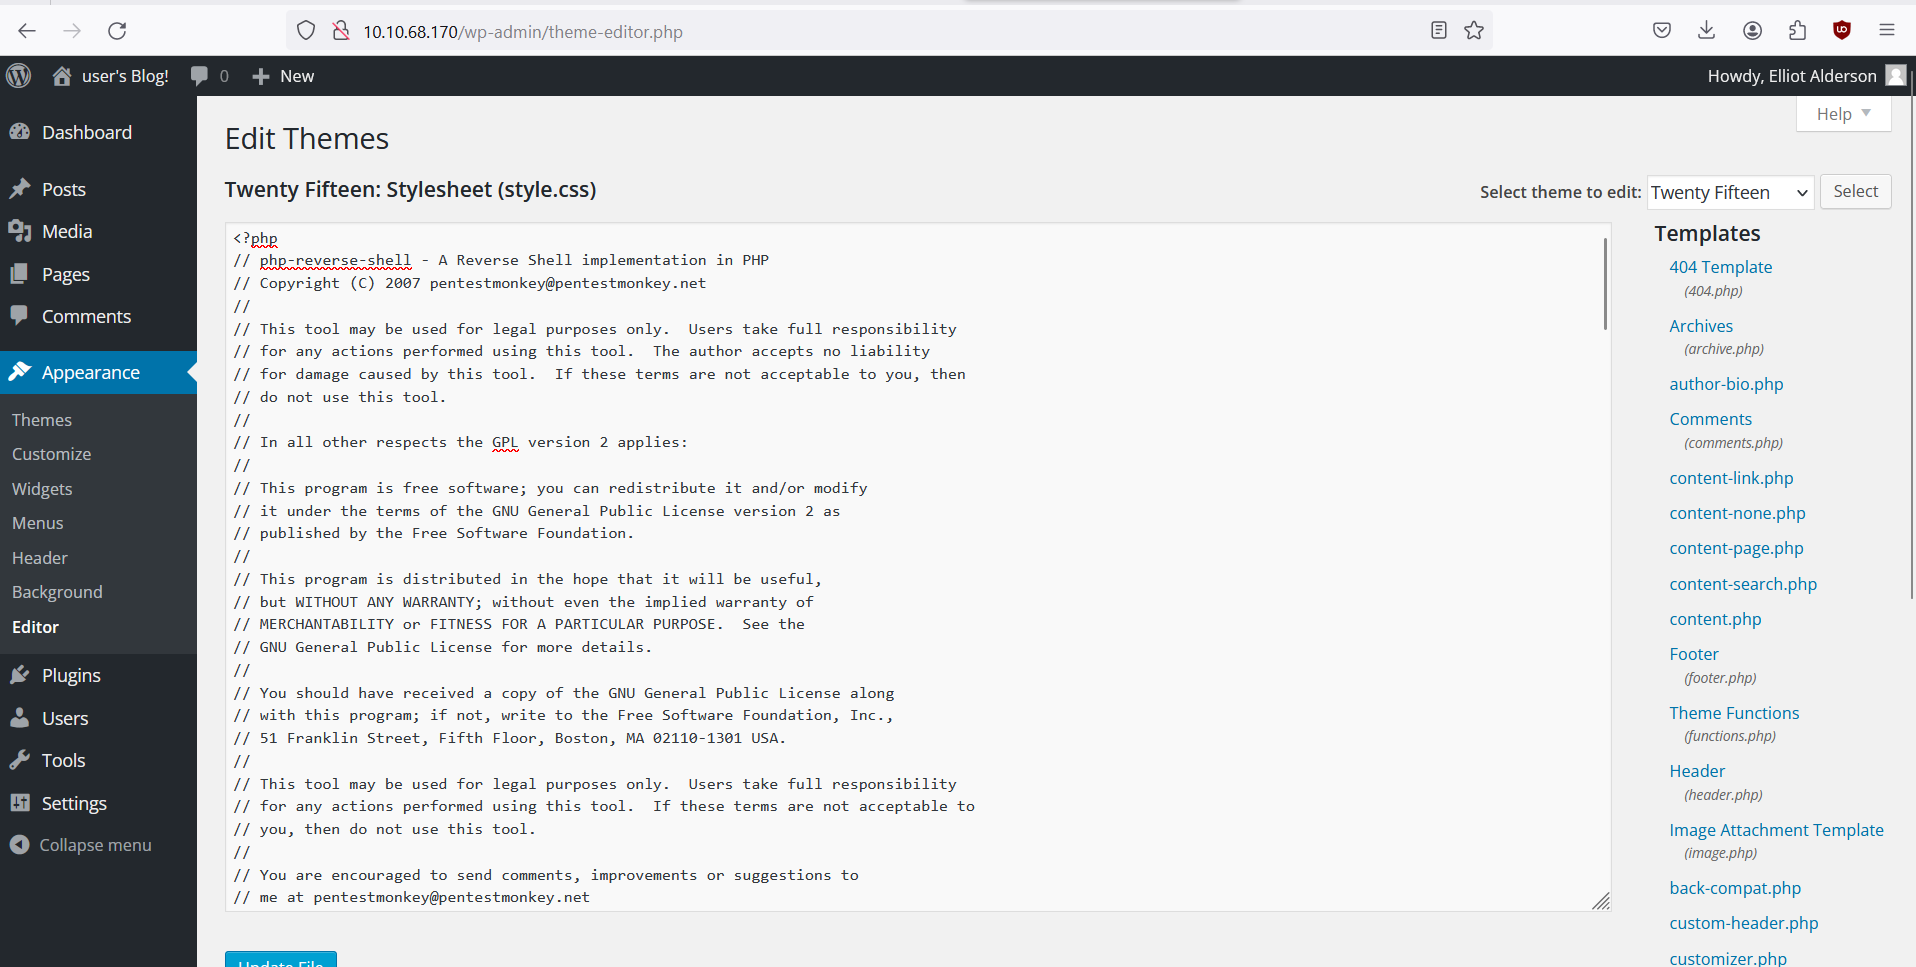 10.10.68.170/wp-admin/theme-editor.php
user's Blog!
0
New
Howdy, Elliot Alderson
Dashboard
Posts
Media
Pages
Comments
Appearance
Themes
Customize
Widgets
Menus
Header
Background
Editor
Plugins
Users
Tools
Settings
Collapse menu
Help
Edit Themes
Twenty Fifteen: Stylesheet (style.css)
Select theme to edit: Twenty Fifteen Select
<?php
// php-reverse-shell - A Reverse Shell implementation in PHP
// Copyright (C) 2007 pentestmonkey@pentestmonkey.net
//
// This tool may be used for legal purposes only.  Users take full responsibility
// for any actions performed using this tool.  The author accepts no liability
// for damage caused by this tool.  If these terms are not acceptable to you, then
// do not use this tool.
//
// In all other respects the GPL version 2 applies:
//
// This program is free software; you can redistribute it and/or modify
// it under the terms of the GNU General Public License version 2 as
// published by the Free Software Foundation.
//
// This program is distributed in the hope that it will be useful,
// but WITHOUT ANY WARRANTY; without even the implied warranty of
// MERCHANTABILITY or FITNESS FOR A PARTICULAR PURPOSE.  See the
// GNU General Public License for more details.
//
// You should have received a copy of the GNU General Public License along
// with this program; if not, write to the Free Software Foundation, Inc.,
// 51 Franklin Street, Fifth Floor, Boston, MA 02110-1301 USA.
//
// This tool may be used for legal purposes only.  Users take full responsibility
// for any actions performed using this tool.  If these terms are not acceptable to
// you, then do not use this tool.
//
// You are encouraged to send comments, improvements or suggestions to
// me at pentestmonkey@pentestmonkey.net
Update File
Templates
404 Template
(404.php)
Archives
(archive.php)
author-bio.php
Comments
(comments.php)
content-link.php
content-none.php
content-page.php
content-search.php
content.php
Footer
(footer.php)
Theme Functions
(functions.php)
Header
(header.php)
Image Attachment Template
(image.php)
back-compat.php
custom-header.php
customizer.php